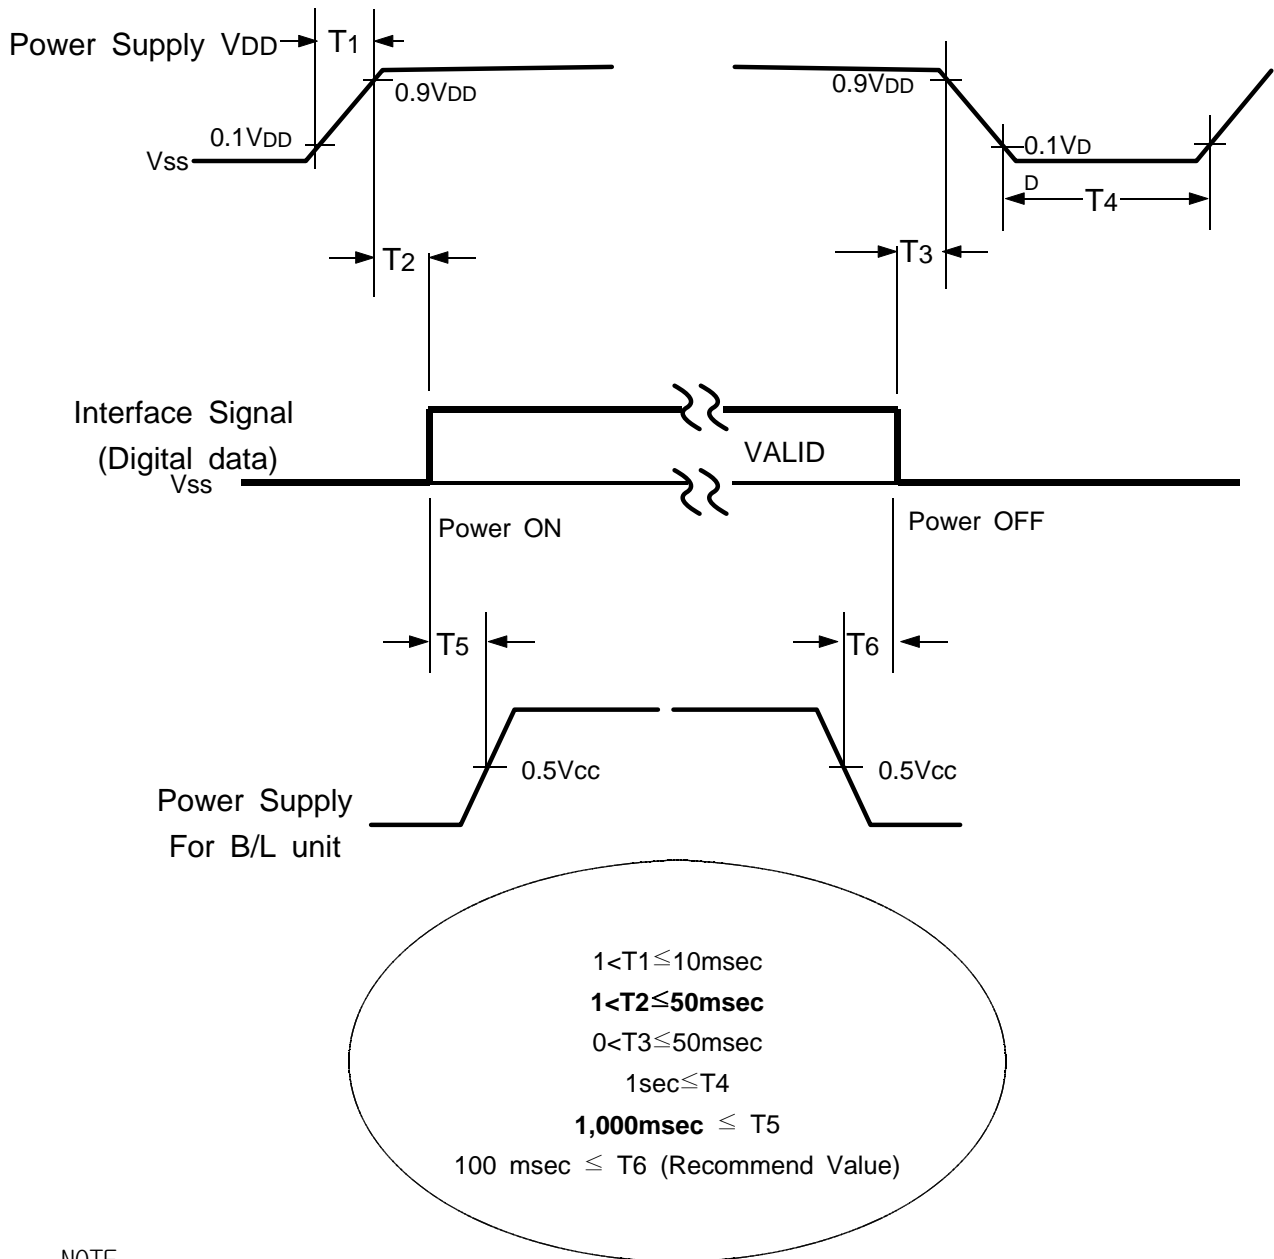 Power Supply VDD
T1
0.9VDD
0.9VDD
0.1VDD
Vss
0.1VD
D
T4
T2
T3
Interface Signal
(Digital data)
Vss
VALID
Power ON
Power OFF
T5
T6
0.5Vcc
0.5Vcc
Power Supply
For B/L unit
1<T1≤10msec
1<T2≤50msec
0<T3≤50msec
1sec≤T4
1,000msec ≤ T5
100 msec ≤ T6 (Recommend Value)
NOTE